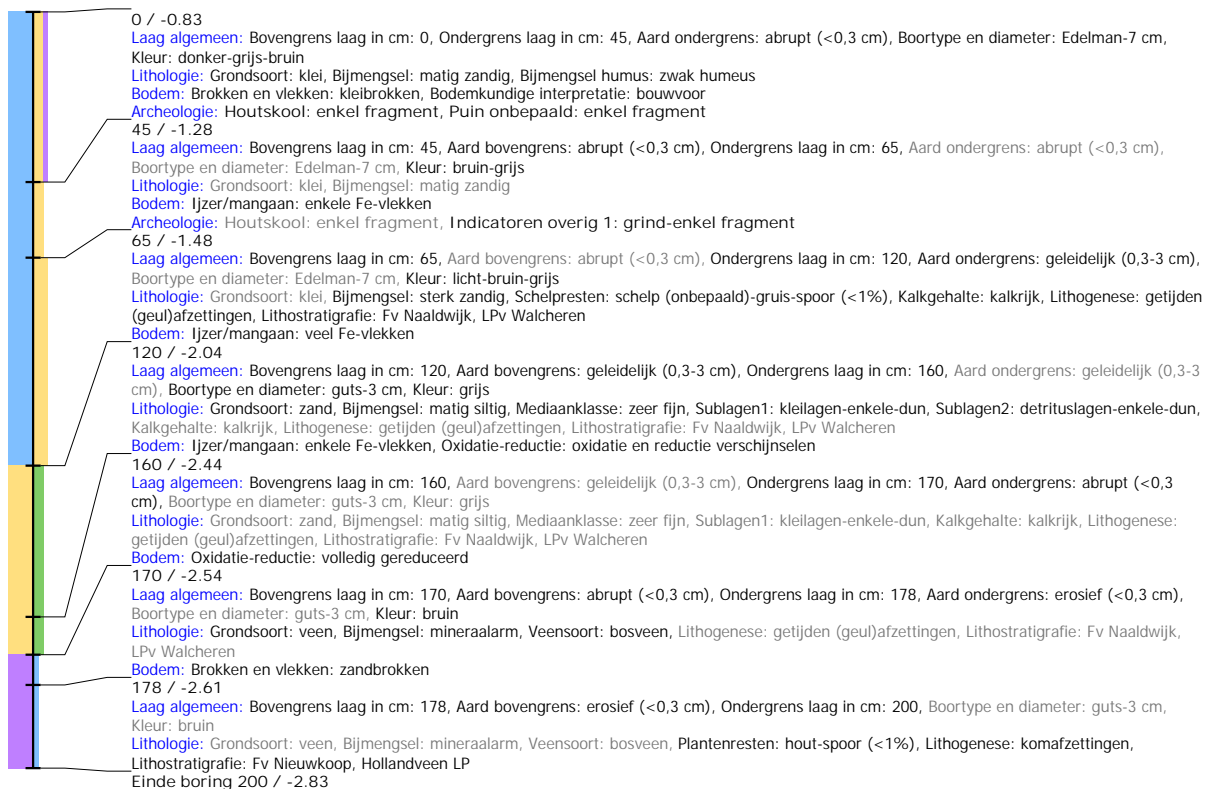 0 / -0.83
Laag algemeen: Bovengrens laag in cm: 0, Ondergrens laag in cm: 45, Aard ondergrens: abrupt (<0,3 cm), Boortype en diameter: Edelman-7 cm,
Kleur: donker-grijs-bruin
Lithologie: Grondsoort: klei, Bijmengsel: matig zandig, Bijmengsel humus: zwak humeus
Bodem: Brokken en vlekken: kleibrokken, Bodemkundige interpretatie: bouwvoor
Archeologie: Houtskool: enkel fragment, Puin onbepaald: enkel fragment
45 / -1.28
Laag algemeen: Bovengrens laag in cm: 45, Aard bovengrens: abrupt (<0,3 cm), Ondergrens laag in cm: 65, Aard ondergrens: abrupt (<0,3 cm),
Boortype en diameter: Edelman-7 cm, Kleur: bruin-grijs
Lithologie: Grondsoort: klei, Bijmengsel: matig zandig
Bodem: Ijzer/mangaan: enkele Fe-vlekken
Archeologie: Houtskool: enkel fragment, Indicatoren overig 1: grind-enkel fragment
65 / -1.48
Laag algemeen: Bovengrens laag in cm: 65, Aard bovengrens: abrupt (<0,3 cm), Ondergrens laag in cm: 120, Aard ondergrens: geleidelijk (0,3-3 cm),
Boortype en diameter: Edelman-7 cm, Kleur: licht-bruin-grijs
Lithologie: Grondsoort: klei, Bijmengsel: sterk zandig, Schelpresten: schelp (onbepaald)-gruis-spoor (<1%), Kalkgehalte: kalkrijk, Lithogenese: getijden
(geul)afzettingen, Lithostratigrafie: Fv Naaldwijk, LPv Walcheren
Bodem: Ijzer/mangaan: veel Fe-vlekken
120 / -2.04
Laag algemeen: Bovengrens laag in cm: 120, Aard bovengrens: geleidelijk (0,3-3 cm), Ondergrens laag in cm: 160, Aard ondergrens: geleidelijk (0,3-3
cm), Boortype en diameter: guts-3 cm, Kleur: grijs
Lithologie: Grondsoort: zand, Bijmengsel: matig siltig, Mediaanklasse: zeer fijn, Sublagen1: kleilagen-enkele-dun, Sublagen2: detrituslagen-enkele-dun,
Kalkgehalte: kalkrijk, Lithogenese: getijden (geul)afzettingen, Lithostratigrafie: Fv Naaldwijk, LPv Walcheren
Bodem: Ijzer/mangaan: enkele Fe-vlekken, Oxidatie-reductie: oxidatie en reductie verschijnselen
160 / -2.44
Laag algemeen: Bovengrens laag in cm: 160, Aard bovengrens: geleidelijk (0,3-3 cm), Ondergrens laag in cm: 170, Aard ondergrens: abrupt (<0,3
cm), Boortype en diameter: guts-3 cm, Kleur: grijs
Lithologie: Grondsoort: zand, Bijmengsel: matig siltig, Mediaanklasse: zeer fijn, Sublagen1: kleilagen-enkele-dun, Kalkgehalte: kalkrijk, Lithogenese:
getijden (geul)afzettingen, Lithostratigrafie: Fv Naaldwijk, LPv Walcheren
Bodem: Oxidatie-reductie: volledig gereduceerd
170 / -2.54
Laag algemeen: Bovengrens laag in cm: 170, Aard bovengrens: abrupt (<0,3 cm), Ondergrens laag in cm: 178, Aard ondergrens: erosief (<0,3 cm),
Boortype en diameter: guts-3 cm, Kleur: bruin
Lithologie: Grondsoort: veen, Bijmengsel: mineraalarm, Veensoort: bosveen, Lithogenese: getijden (geul)afzettingen, Lithostratigrafie: Fv Naaldwijk,
LPv Walcheren
Bodem: Brokken en vlekken: zandbrokken
178 / -2.61
Laag algemeen: Bovengrens laag in cm: 178, Aard bovengrens: erosief (<0,3 cm), Ondergrens laag in cm: 200, Boortype en diameter: guts-3 cm,
Kleur: bruin
Lithologie: Grondsoort: veen, Bijmengsel: mineraalarm, Veensoort: bosveen, Plantenresten: hout-spoor (<1%), Lithogenese: komafzettingen,
Lithostratigrafie: Fv Nieuwkoop, Hollandveen LP
Einde boring 200 / -2.83